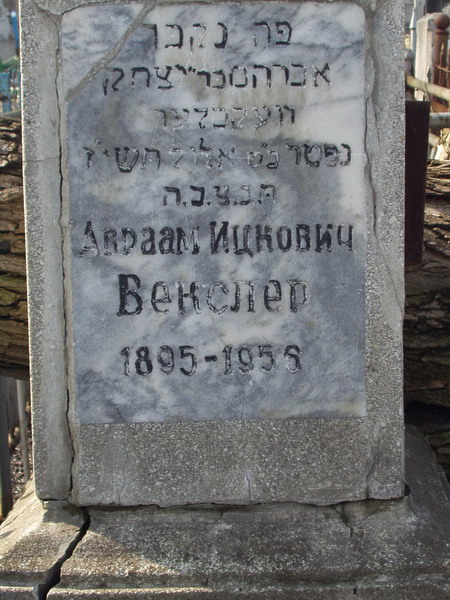 פה נקבר
אברהם בר״ יצחק
וועקסלער
נפטר כ״ט אלול תשי״ז
ת.נ.צ.ב.ה
Авраам Ицкович
Векслер
1895-1956